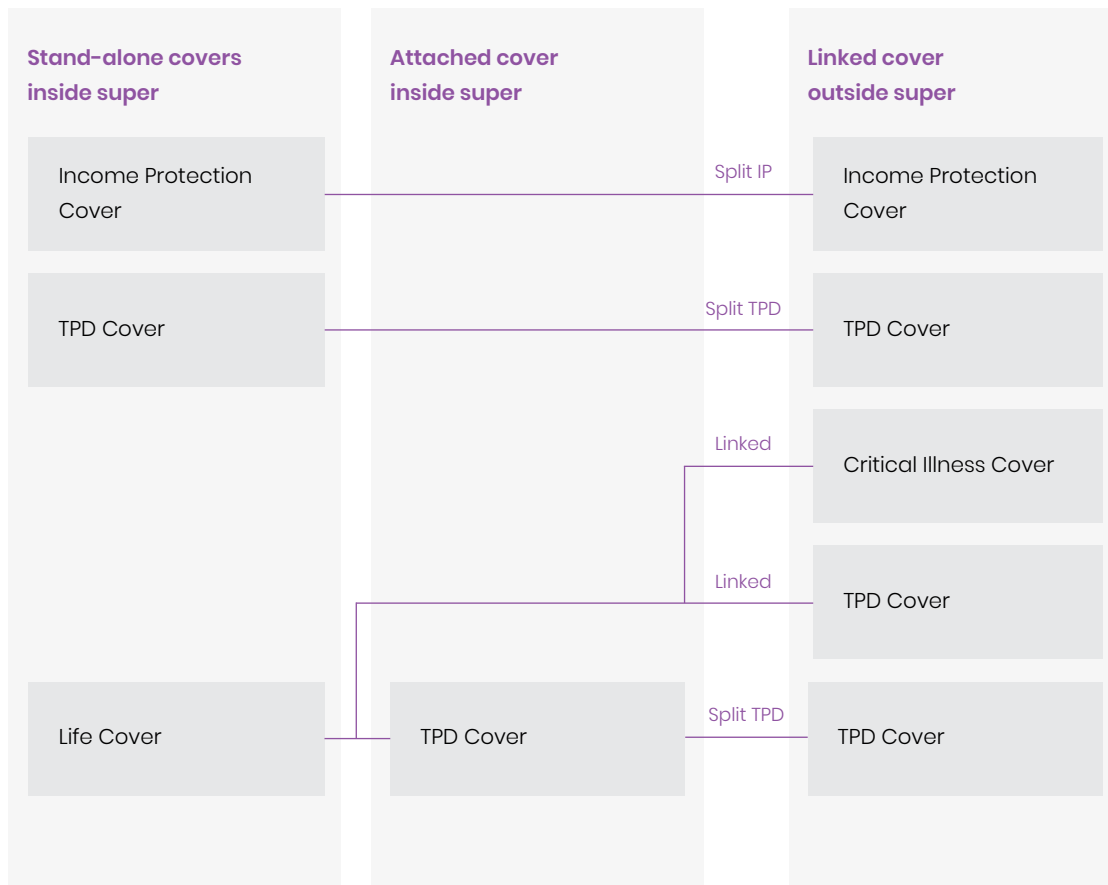 Stand-alone covers
inside super
Attached cover
inside super
Linked cover
outside super
Income Protection
Cover
Split IP
Income Protection
Cover
TPD Cover
Split TPD
TPD Cover
Linked
Critical Illness Cover
Linked
TPD Cover
Life Cover
TPD Cover
Split TPD
TPD Cover